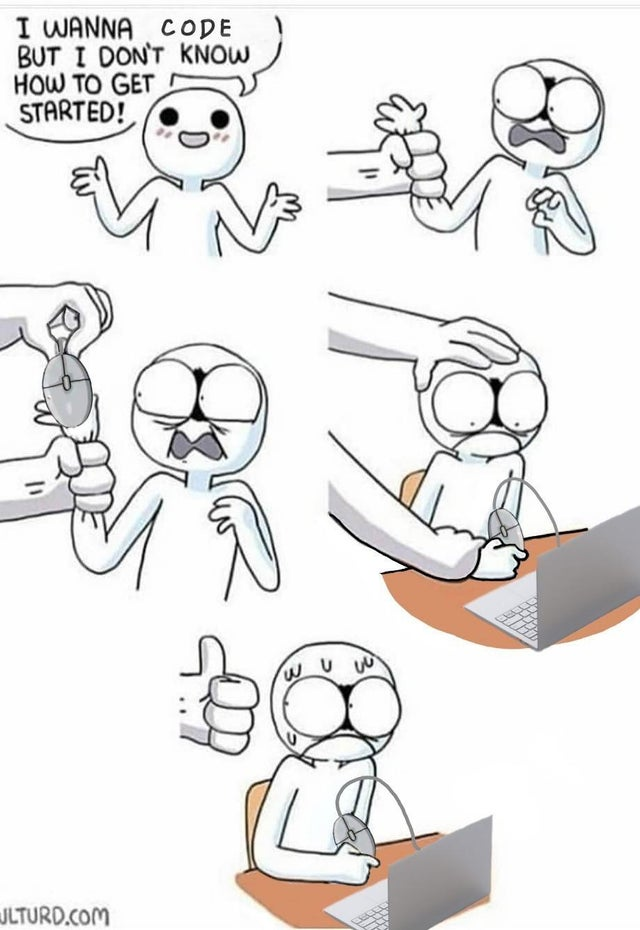 I WANNA CODE
BUT I DON'T KNOW
HOW TO GET
STARTED!
ULTURD.COM